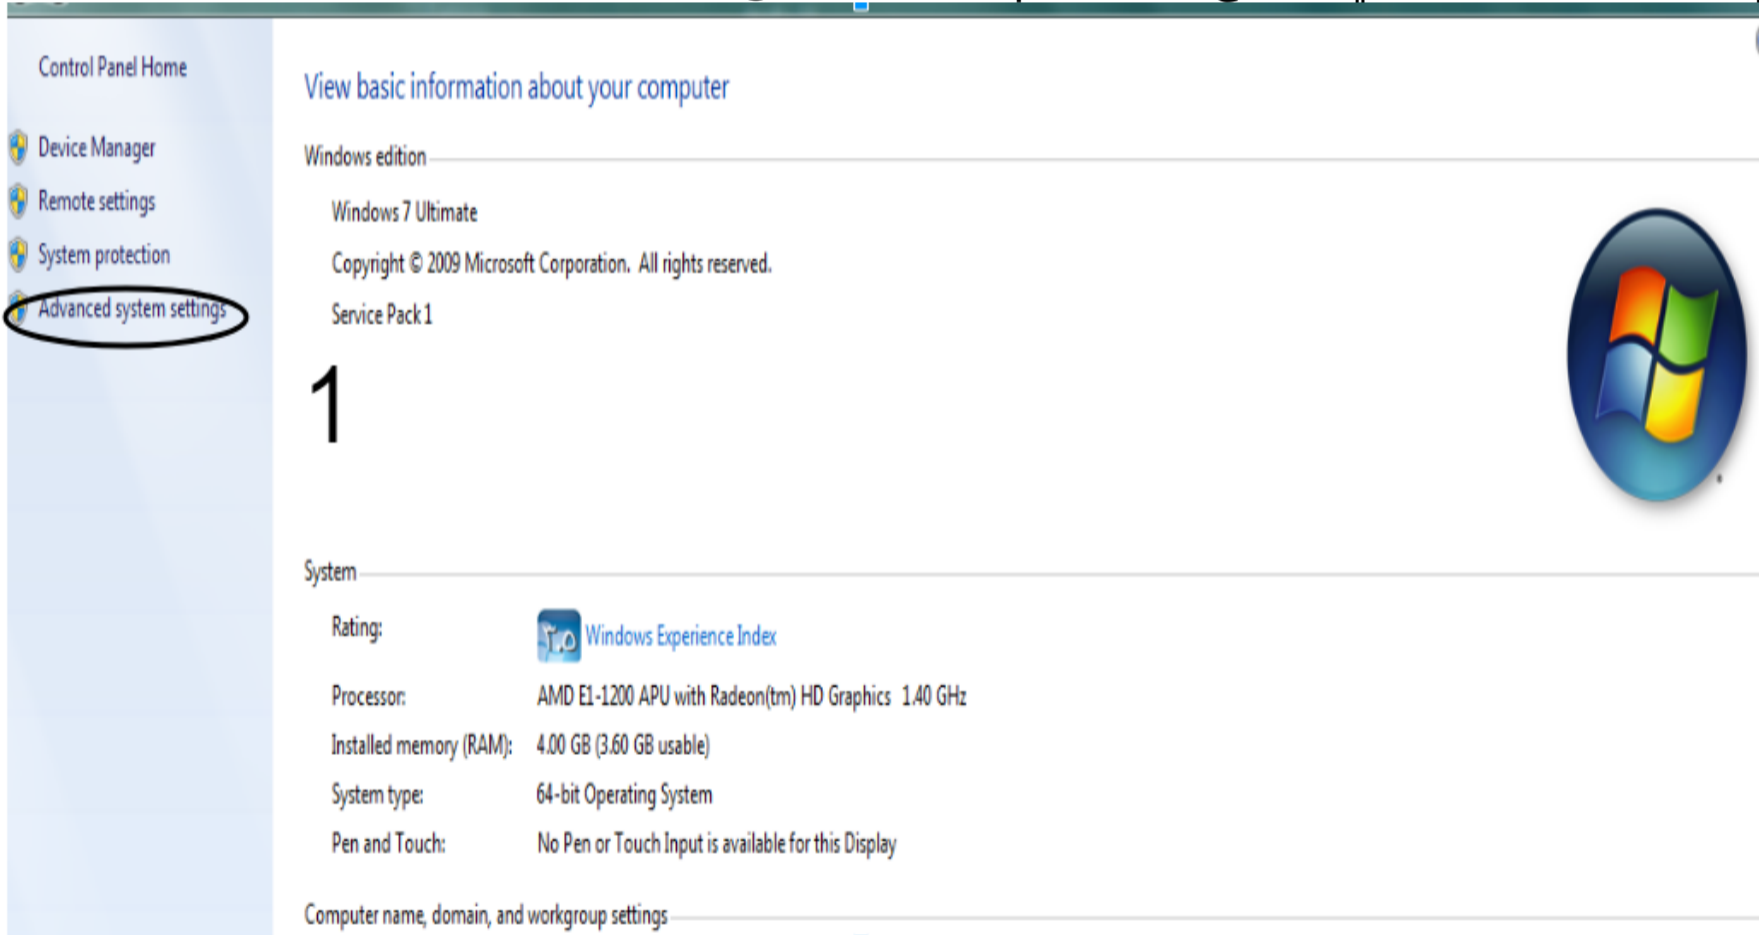 Control Panel Home
Device Manager
Remote settings
System protection
Advanced system settings
View basic information about your computer
Windows edition
Windows 7 Ultimate
Copyright © 2009 Microsoft Corporation. All rights reserved.
Service Pack 1
1
System
Rating: ٣.٥ Windows Experience Index
Processor: AMD E1-1200 APU with Radeon(tm) HD Graphics 1.40 GHz
Installed memory (RAM): 4.00 GB (3.60 GB usable)
System type: 64-bit Operating System
Pen and Touch: No Pen or Touch Input is available for this Display
Computer name, domain, and workgroup settings